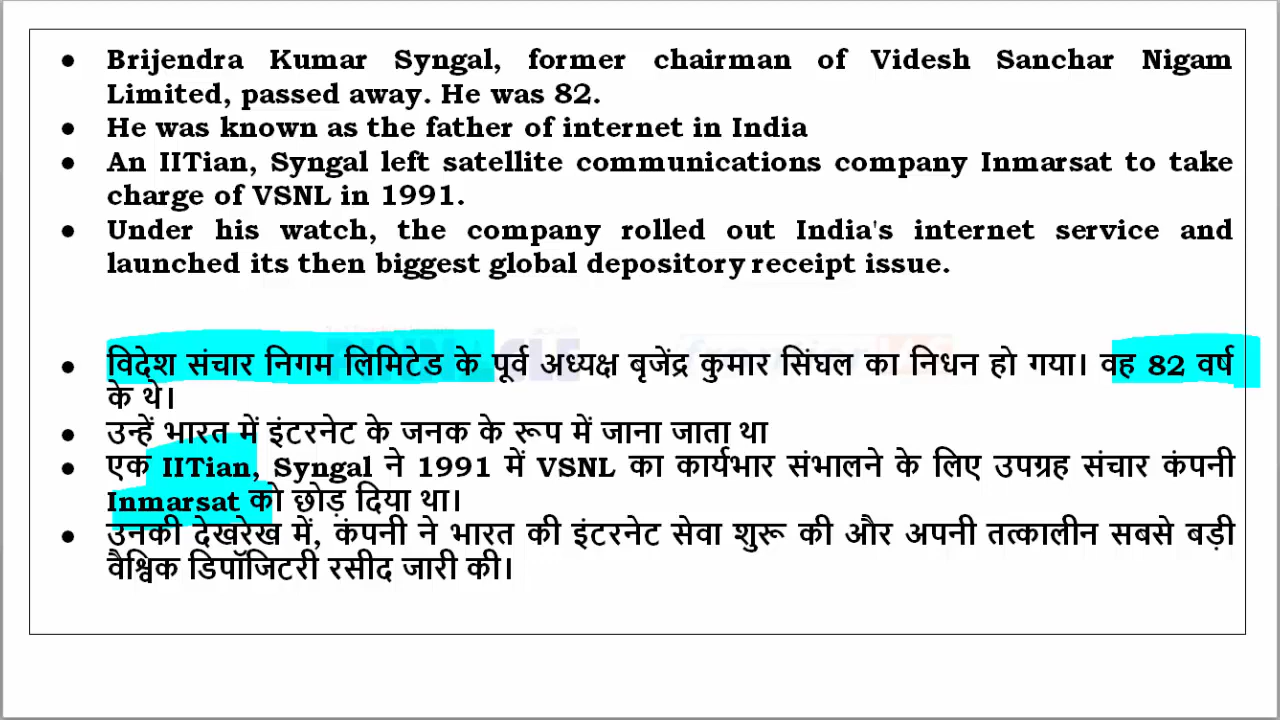 ● Brijendra Kumar Syngal, former chairman of Videsh Sanchar Nigam
Limited, passed away. He was 82.
● He was known as the father of internet in India
● An IITian, Syngal left satellite communications company Inmarsat to take
charge of VSNL in 1991.
● Under his watch, the company rolled out India's internet service and
launched its then biggest global depository receipt issue.
● विदेश संचार निगम लिमिटेड के पूर्व अध्यक्ष बृजेंद्र कुमार सिंघल का निधन हो गया। वह 82 वर्ष
के थे।
● उन्हें भारत में इंटरनेट के जनक के रूप में जाना जाता था
● एक IITian, Syngal ने 1991 में VSNL का कार्यभार संभालने के लिए उपग्रह संचार कंपनी
Inmarsat को छोड़ दिया था।
● उनकी देखरेख में, कंपनी ने भारत की इंटरनेट सेवा शुरू की और अपनी तत्कालीन सबसे बड़ी
वैश्विक डिपॉजिटरी रसीद जारी की।